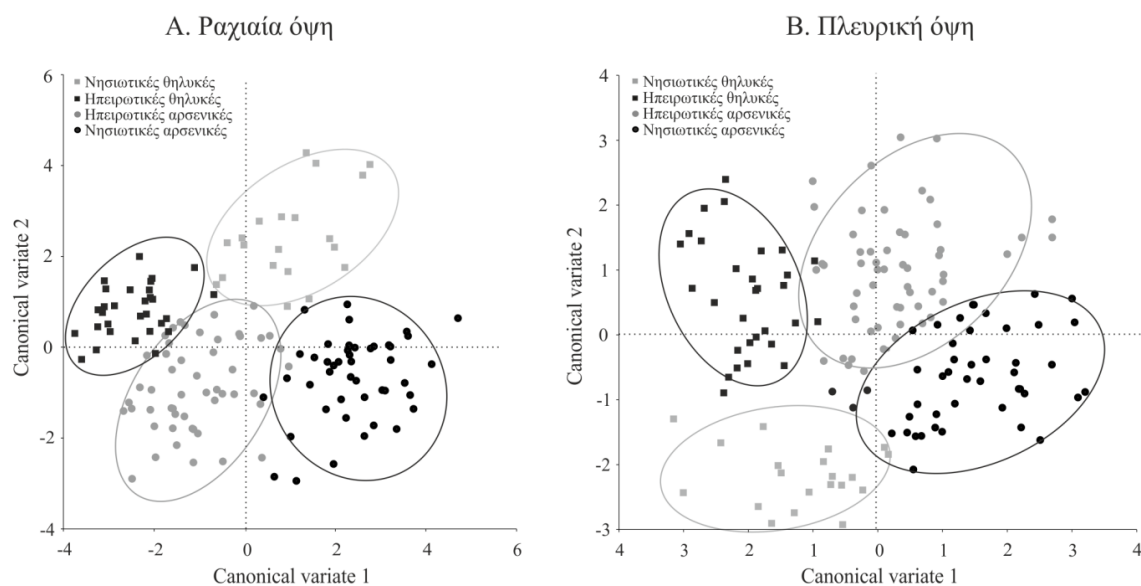 A. Ραχιαία όψη
6
Νησιωτικές θηλυκές
Ηπειρωτικές θηλυκές
Ηπειρωτικές αρσενικές
Νησιωτικές αρσενικές
4
2
0
-2
-4
Canonical variate 2
-4 -2 0 2 4 6
Canonical variate 1
B. Πλευρική όψη
4
Νησιωτικές θηλυκές
Ηπειρωτικές θηλυκές
Ηπειρωτικές αρσενικές
Νησιωτικές αρσενικές
3
2
1
0
-1
-2
-3
Canonical variate 2
4 3 2 1 0 1 2 3 4
Canonical variate 1